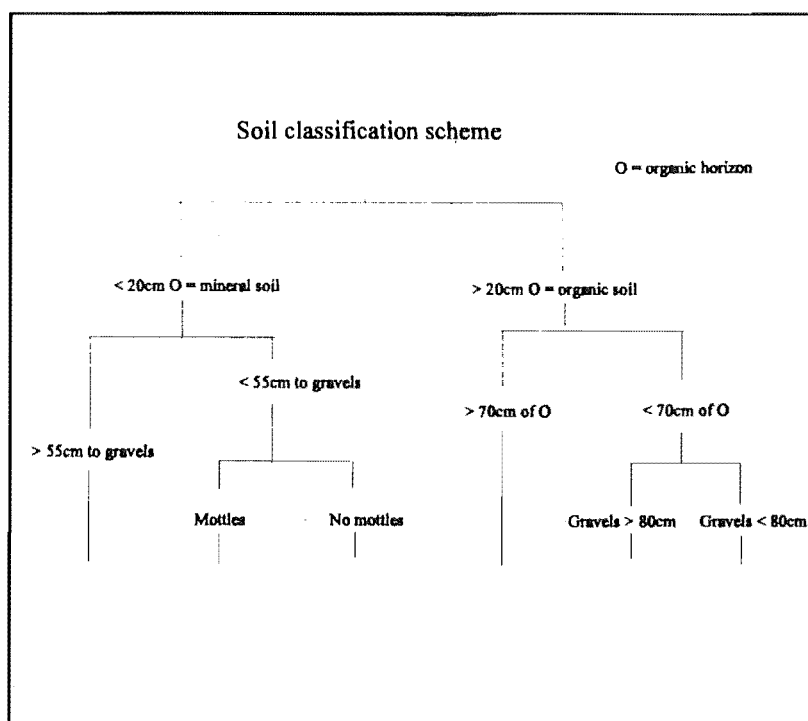 Soil classification scheme
O = organic horizon
< 20cm O = mineral soil
> 20cm O = organic soil
< 55cm to gravels
> 70cm of O
< 70cm of O
> 55cm to gravels
Mottles
No mottles
Gravels > 80cm
Gravels < 80cm